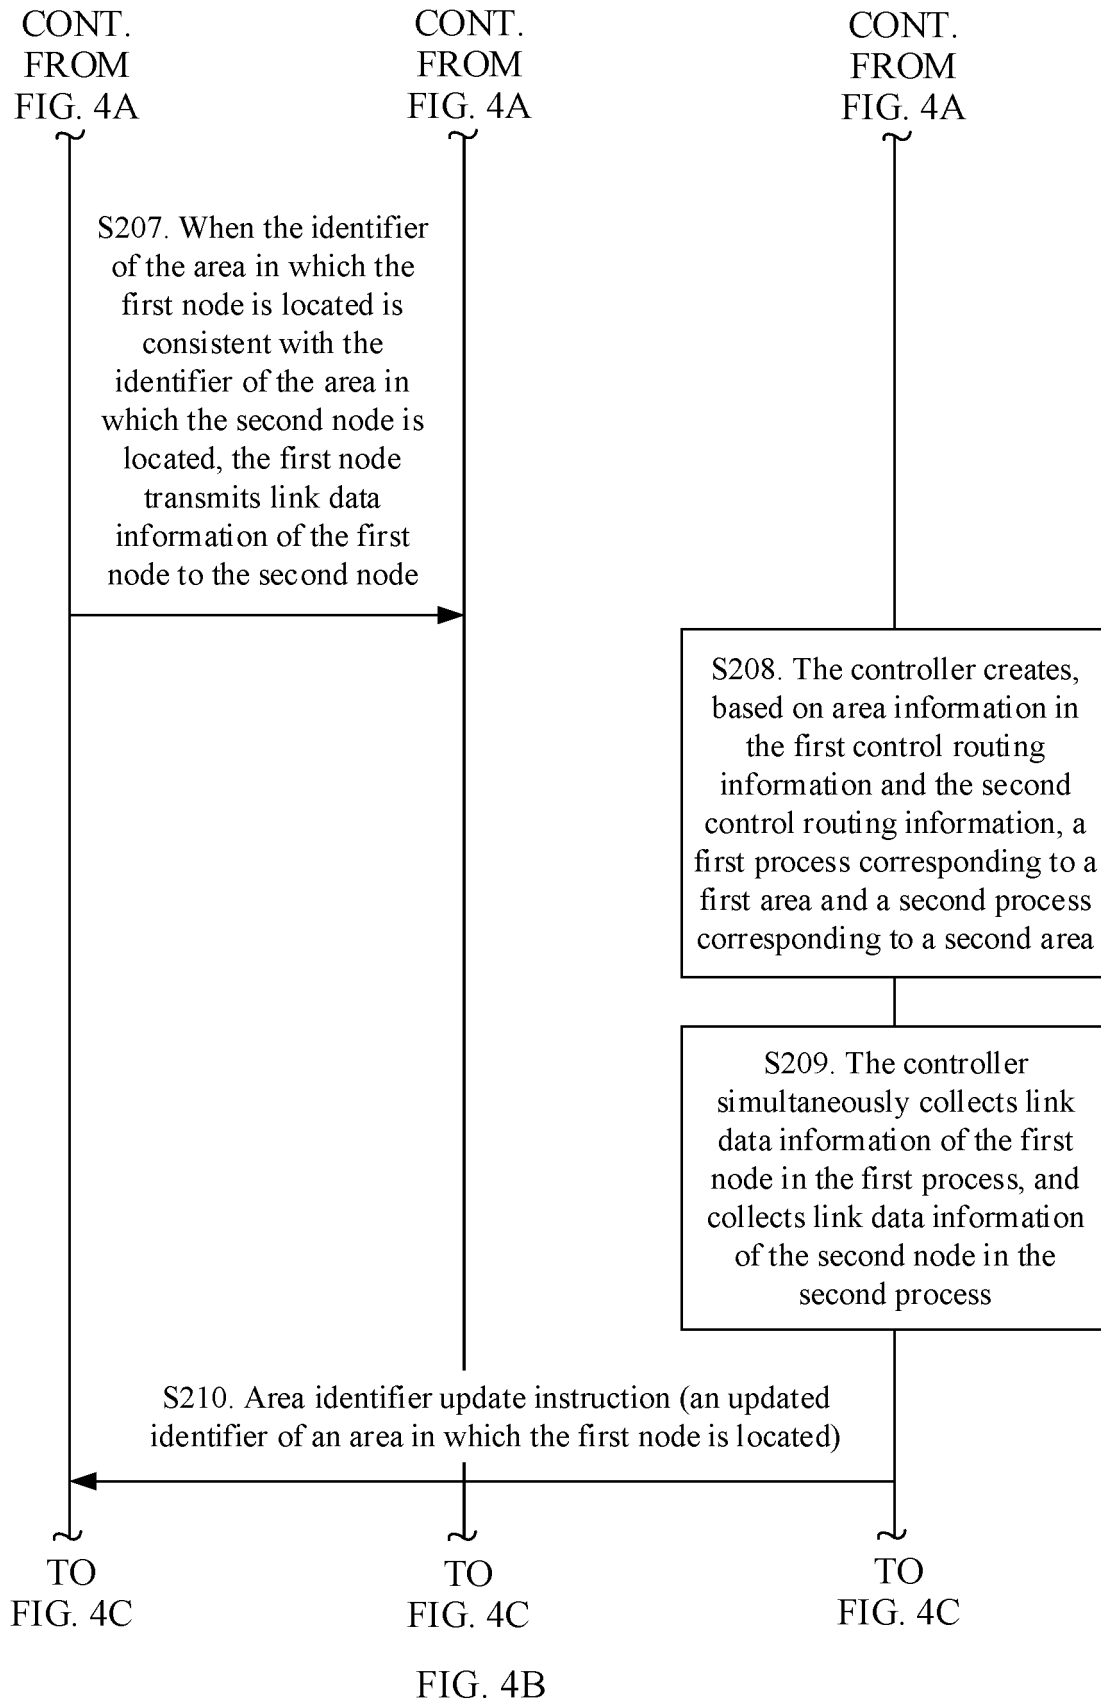 CONT.
FROM
FIG. 4A
CONT.
FROM
FIG. 4A
CONT.
FROM
FIG. 4A
S207. When the identifier
of the area in which the
first node is located is
consistent with the
identifier of the area in
which the second node is
located, the first node
transmits link data
information of the first
node to the second node
S208. The controller creates,
based on area information in
the first control routing
information and the second
control routing information, a
first process corresponding to a
first area and a second process
corresponding to a second area
S209. The controller
simultaneously collects link
data information of the first
node in the first process, and
collects link data information
of the second node in the
second process
S210. Area identifier update instruction (an updated
identifier of an area in which the first node is located)
TO
FIG. 4C
TO
FIG. 4C
TO
FIG. 4C
FIG. 4B